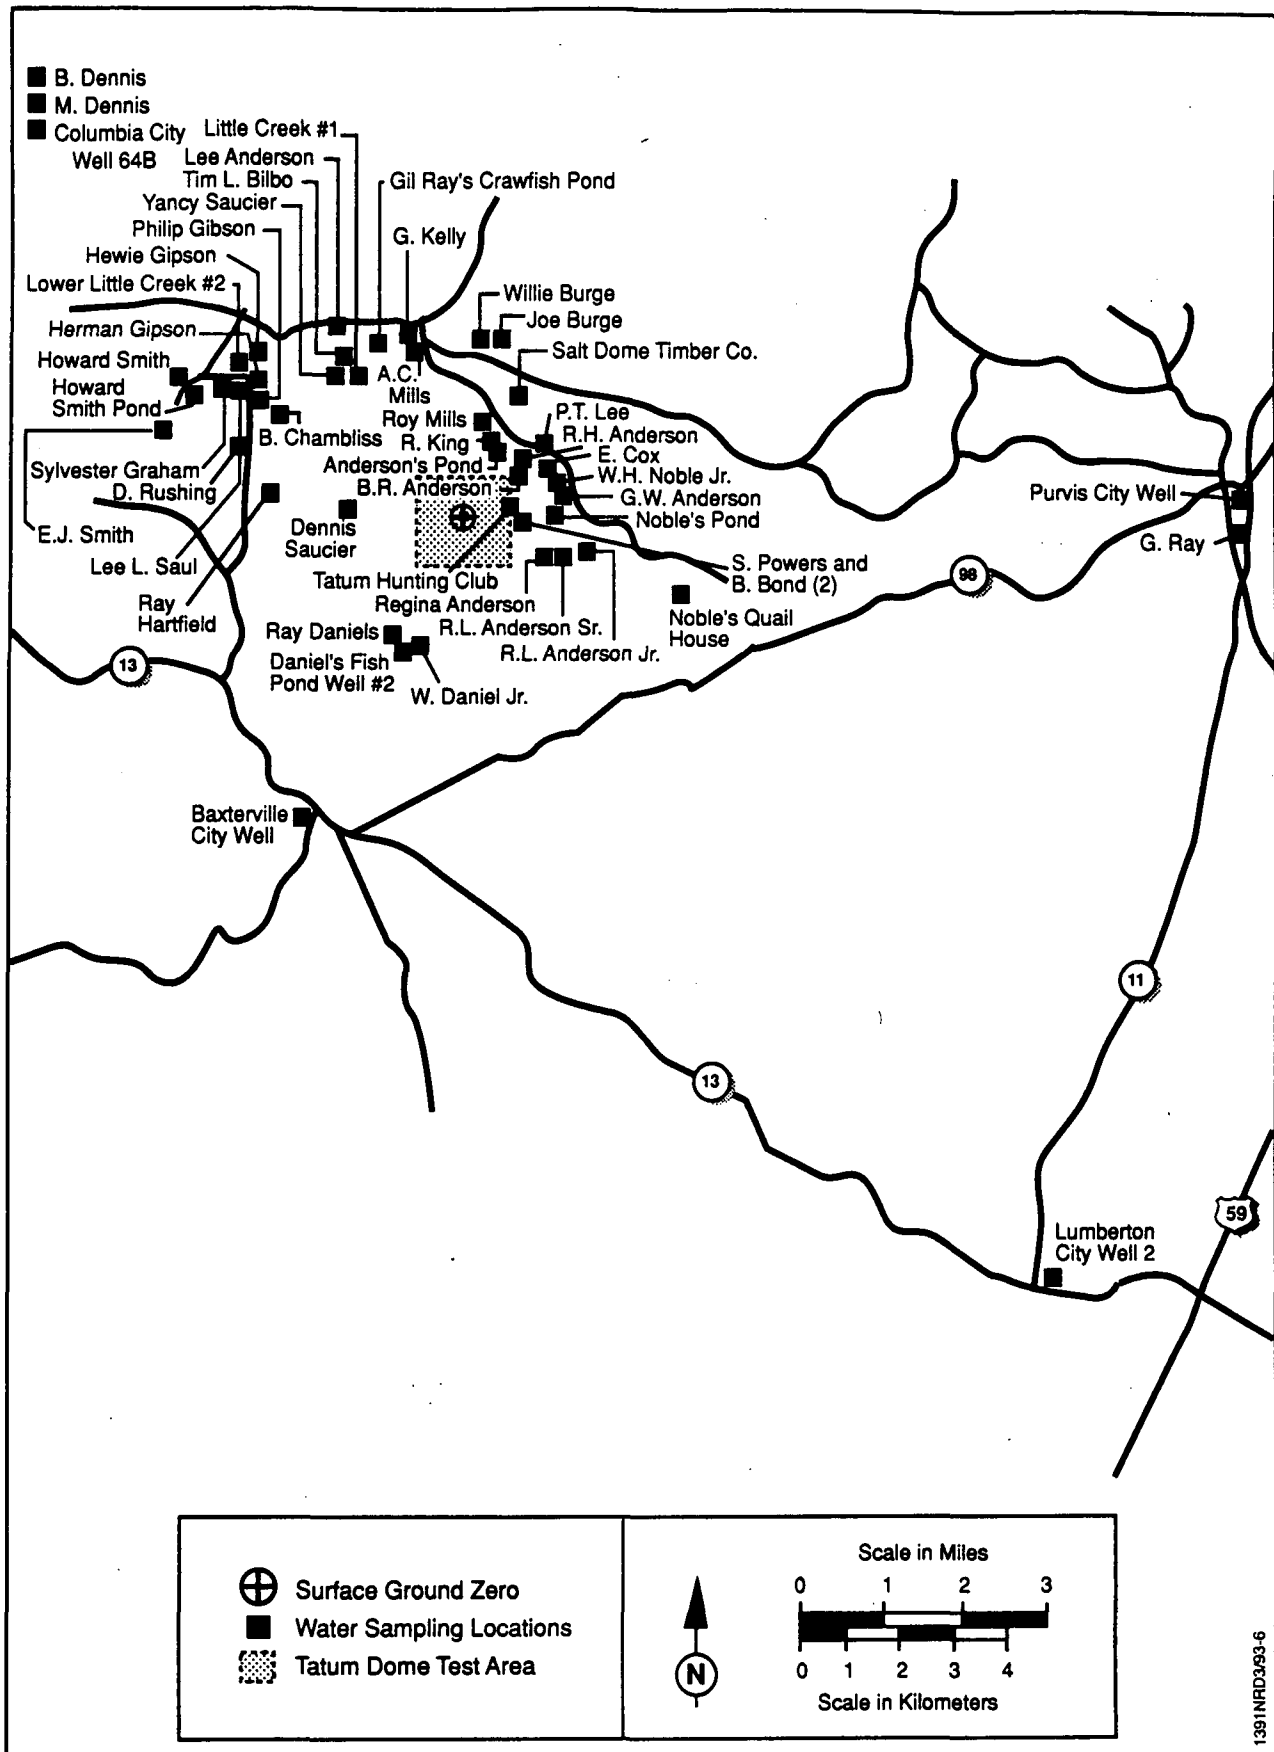 B. Dennis
M. Dennis
Columbia City
Well 64B
Little Creek #1
Lee Anderson
Tim L. Bilbo
Gil Ray's Crawfish Pond
Yancy Saucier
Philip Gibson
G. Kelly
Hewie Gipson
Lower Little Creek #2
Willie Burge
Joe Burge
Herman Gipson
Salt Dome Timber Co.
Howard Smith
Howard
Smith Pond
A.C.
Mills
P.T. Lee
Roy Mills
R.H. Anderson
B. Chambliss
R. King
E. Cox
Anderson's Pond
W.H. Noble Jr.
Sylvester Graham
B.R. Anderson
D. Rushing
G.W. Anderson
Purvis City Well
Noble's Pond
E.J. Smith
Dennis
Saucier
G. Ray
Lee L. Saul
S. Powers and
B. Bond (2)
Tatum Hunting Club
98
Ray
Hartfield
Regina Anderson
Noble's Quail
House
R.L. Anderson Sr.
Ray Daniels
R.L. Anderson Jr.
13
Daniel's Fish
Pond Well #2
W. Daniel Jr.
Baxterville
City Well
11
13
59
Lumberton
City Well 2
Surface Ground Zero
Water Sampling Locations
Tatum Dome Test Area
N
Scale in Miles
0 1 2 3
0 1 2 3 4
Scale in Kilometers
1391NRD3/93-6